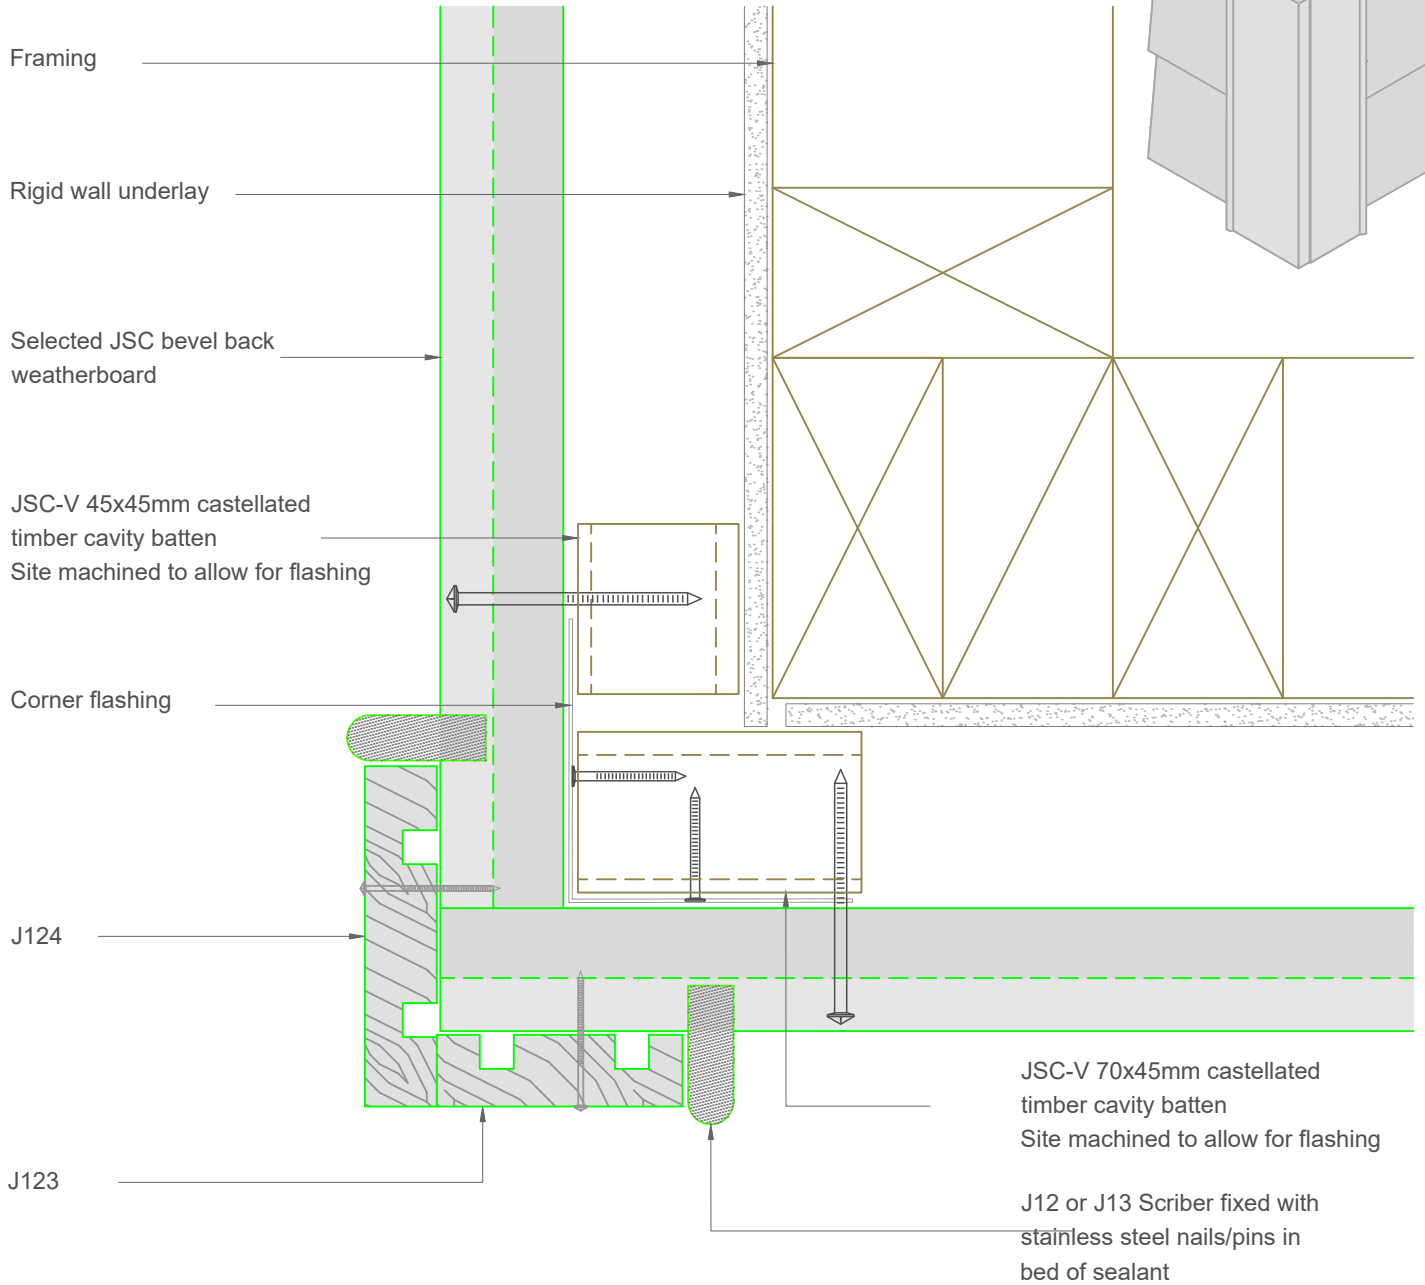 Framing
Rigid wall underlay
Selected JSC bevel back
weatherboard
JSC-V 45x45mm castellated
timber cavity batten
Site machined to allow for flashing
Corner flashing
J124
J123
JSC-V 70x45mm castellated
timber cavity batten
Site machined to allow for flashing
J12 or J13 Scriber fixed with
stainless steel nails/pins in
bed of sealant